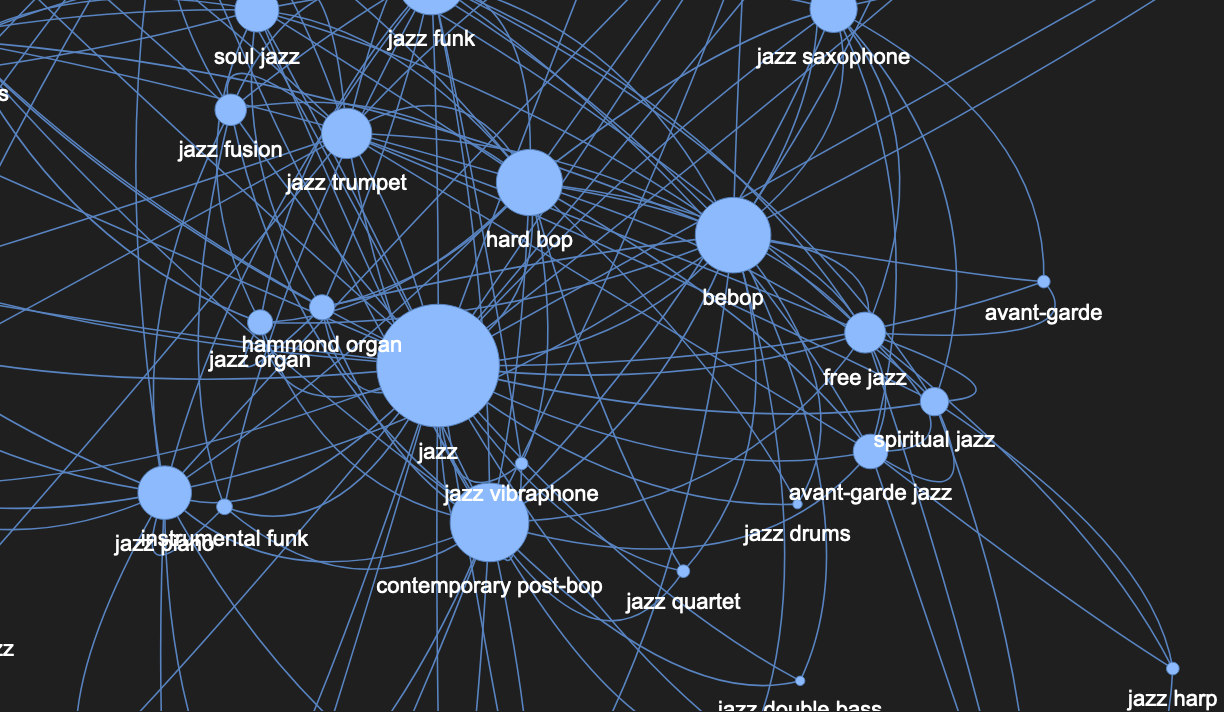 jazz funk
soul jazz
jazz saxophone
s
jazz fusion
jazz trumpet
hard bop
bebop
avant-garde
hammond organ
jazz organ
free jazz
spiritual jazz
jazz
jazz vibraphone
avant-garde jazz
jazz drums
instrumental funk
jazz piano
contemporary post-bop
jazz quartet
zz
jazz harp
jazz double bass